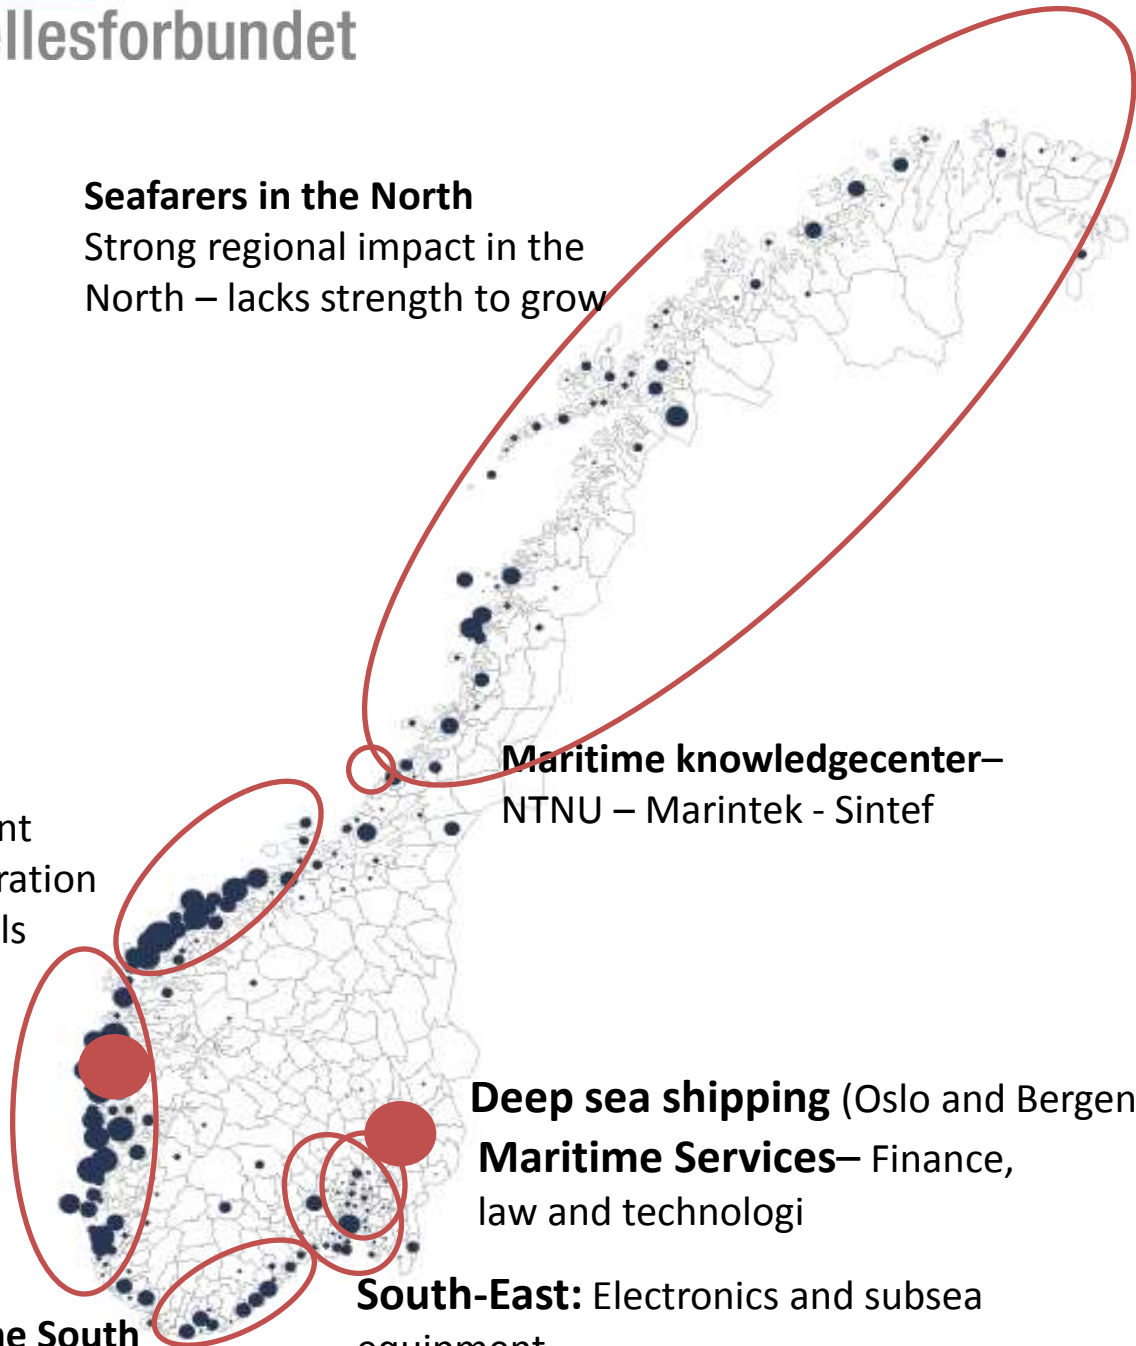 llesforbundet
Seafarers in the North
Strong regional impact in the
North – lacks strength to grow
Maritime knowledgecenter–
NTNU – Marintek - Sintef
nt
ration
ls
Deep sea shipping (Oslo and Bergen
Maritime Services– Finance,
law and technologi
South-East: Electronics and subsea
equipment
ne South